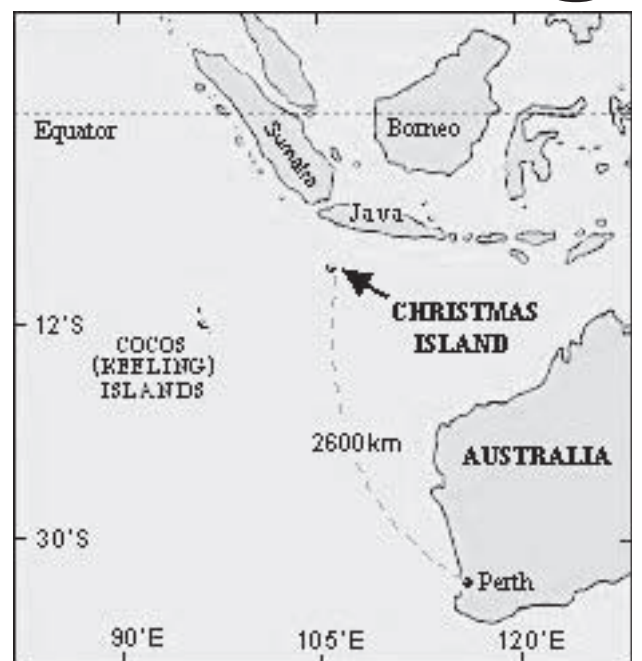 Equator
Sumatra
Borneo
Java
CHRISTMAS
ISLAND
12°S
COCOS
(KEELING)
ISLANDS
2600km
AUSTRALIA
30°S
Perth
90°E
105°E
120°E